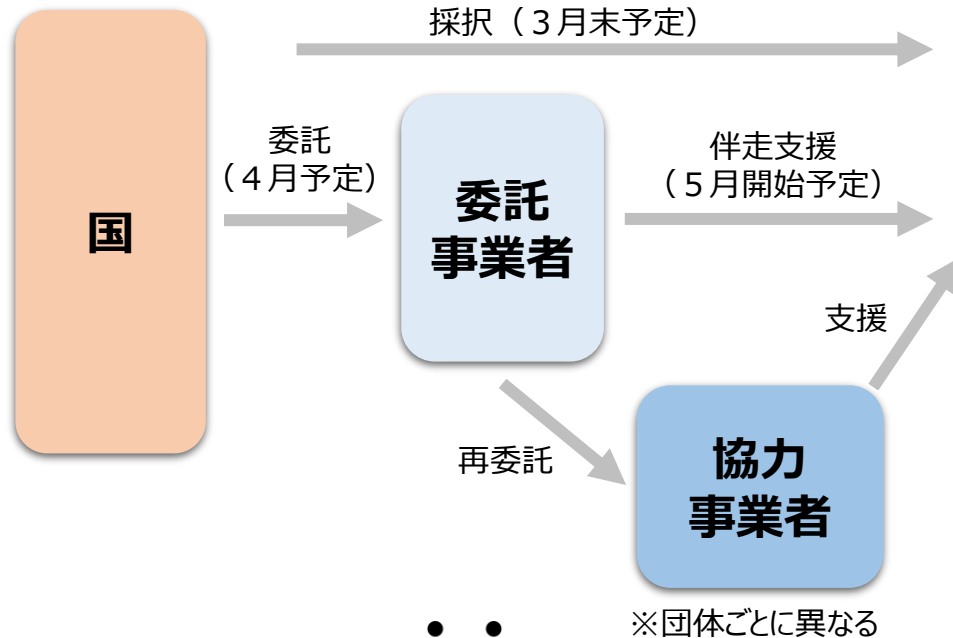 採択（３月末予定）
委託
（４月予定）
伴走支援
（５月開始予定）
国
委託
事業者
支援
再委託
協力
事業者
※団体ごとに異なる